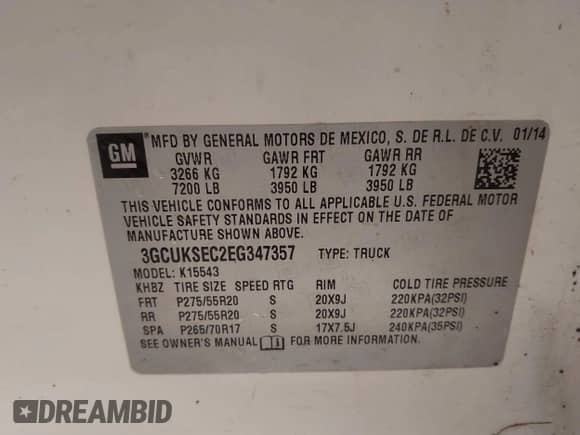 GM ® MFD BY GENERAL MOTORS DE MEXICO, S. DE R.L. DE C.V. 01/14
GVWR GAWR FRT GAWR RR
3266 KG 1792 KG 1792 KG
7200 LB 3950 LB 3950 LB
THIS VEHICLE CONFORMS TO ALL APPLICABLE U.S. FEDERAL MOTOR
VEHICLE SAFETY STANDARDS IN EFFECT ON THE DATE OF
MANUFACTURE SHOWN ABOVE.
3GCUKSEC2EG347357 TYPE: TRUCK
MODEL: K15543
KHBZ TIRE SIZE SPEED RTG RIM COLD TIRE PRESSURE
FRT P275/55R20 S 20X9J 220KPA(32PSI)
RR P275/55R20 S 20X9J 220KPA(32PSI)
SPA P265/70R17 S 17X7.5J 240KPA(35PSI)
SEE OWNER'S MANUAL FOR MORE INFORMATION.
DREAMBID